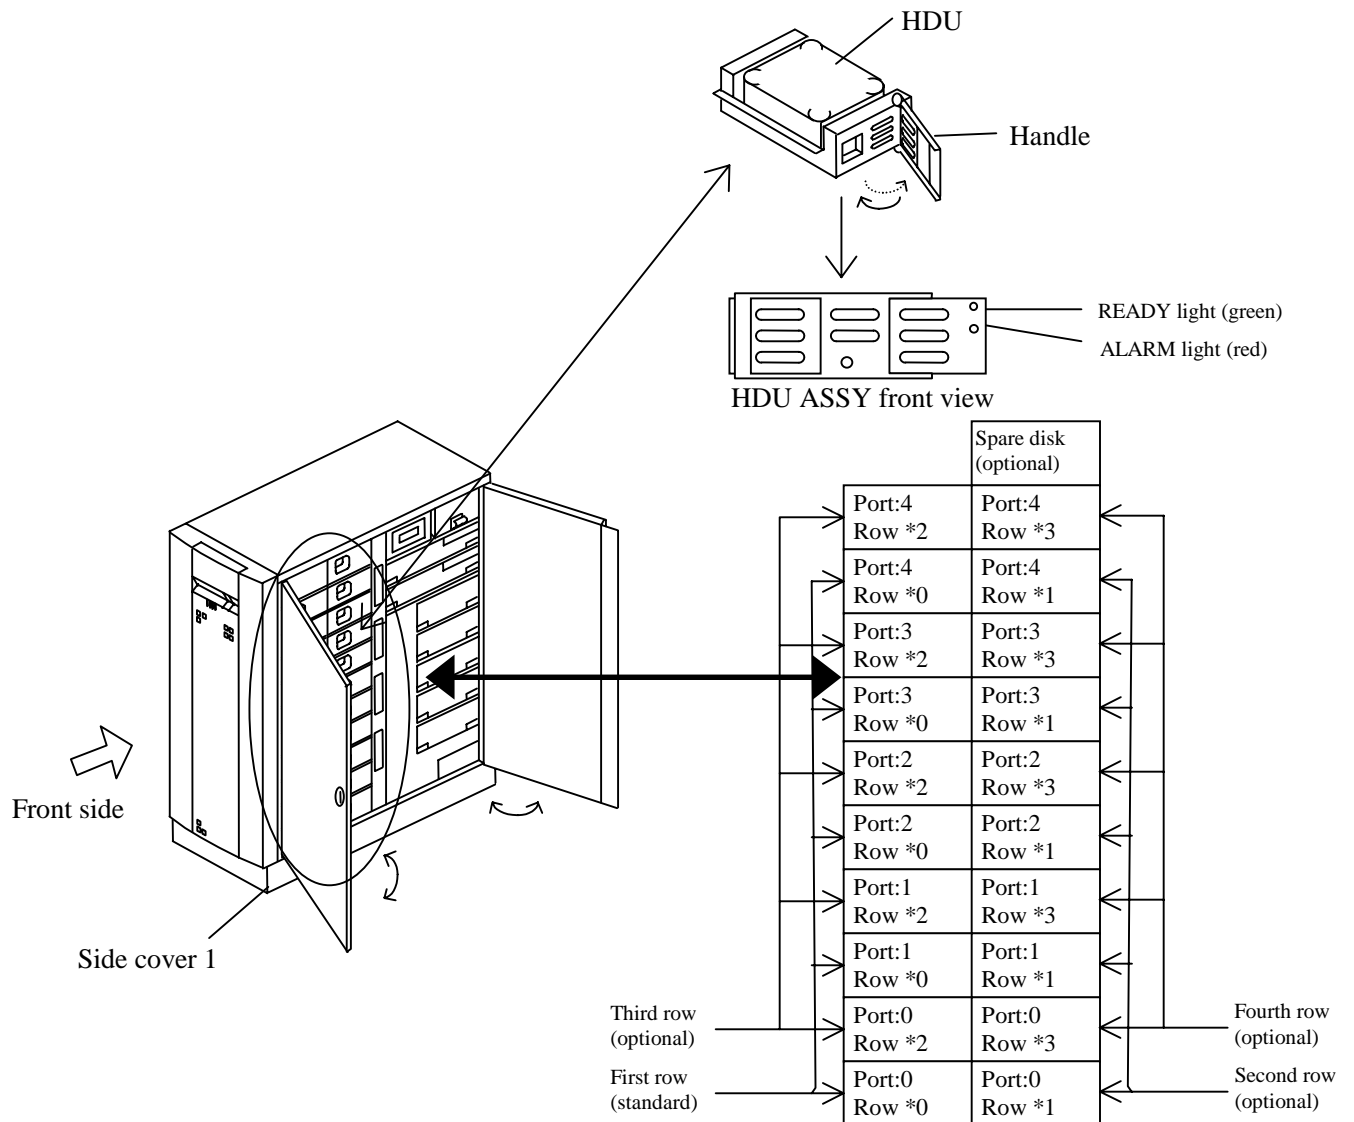 HDU
Handle
READY light (green)
ALARM light (red)
HDU ASSY front view
Spare disk
(optional)
Port:4
Row *2
Port:4
Row *3
Port:4
Row *0
Port:4
Row *1
Port:3
Row *2
Port:3
Row *3
Port:3
Row *0
Port:3
Row *1
Port:2
Row *2
Port:2
Row *3
Port:2
Row *0
Port:2
Row *1
Port:1
Row *2
Port:1
Row *3
Port:1
Row *0
Port:1
Row *1
Port:0
Row *2
Port:0
Row *3
Port:0
Row *0
Port:0
Row *1
Front side
Side cover 1
Third row
(optional)
First row
(standard)
Fourth row
(optional)
Second row
(optional)